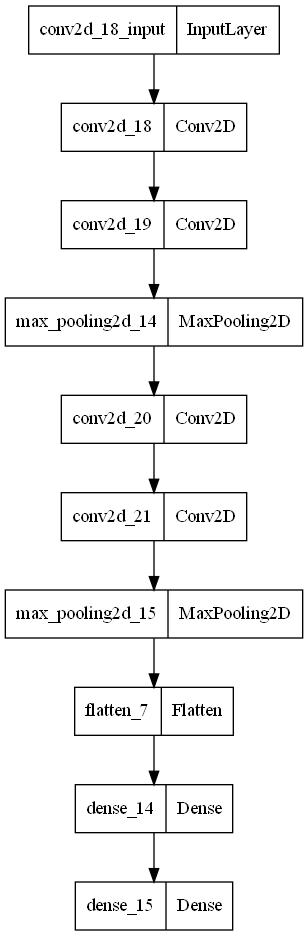 conv2d_18_input InputLayer
conv2d_18 Conv2D
conv2d_19 Conv2D
max_pooling2d_14 MaxPooling2D
conv2d_20 Conv2D
conv2d_21 Conv2D
max_pooling2d_15 MaxPooling2D
flatten_7 Flatten
dense_14 Dense
dense_15 Dense